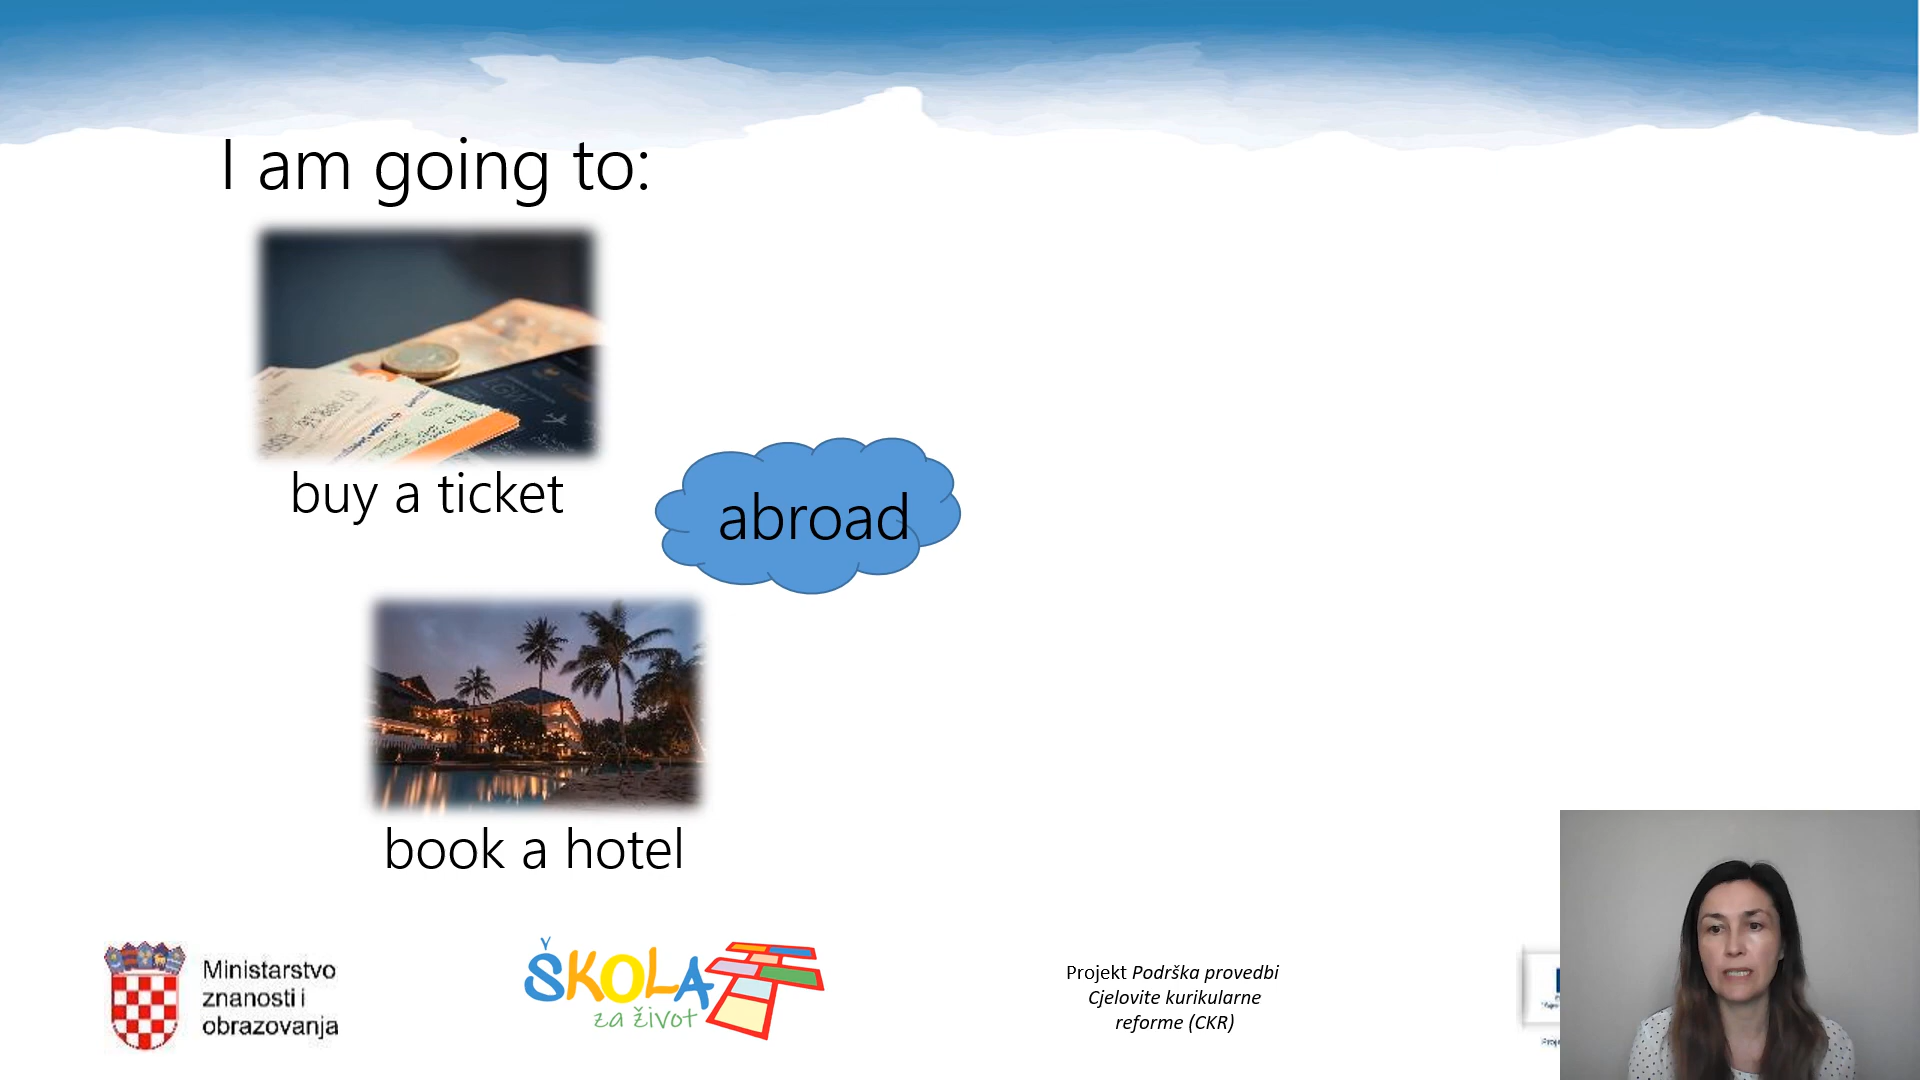 I am going to:
buy a ticket
abroad
book a hotel
Ministarstvo
znanosti i
obrazovanja
ŠKOLA
za život
Projekt Podrška provedbi
Cjelovite kurikularne
reforme (CKR)